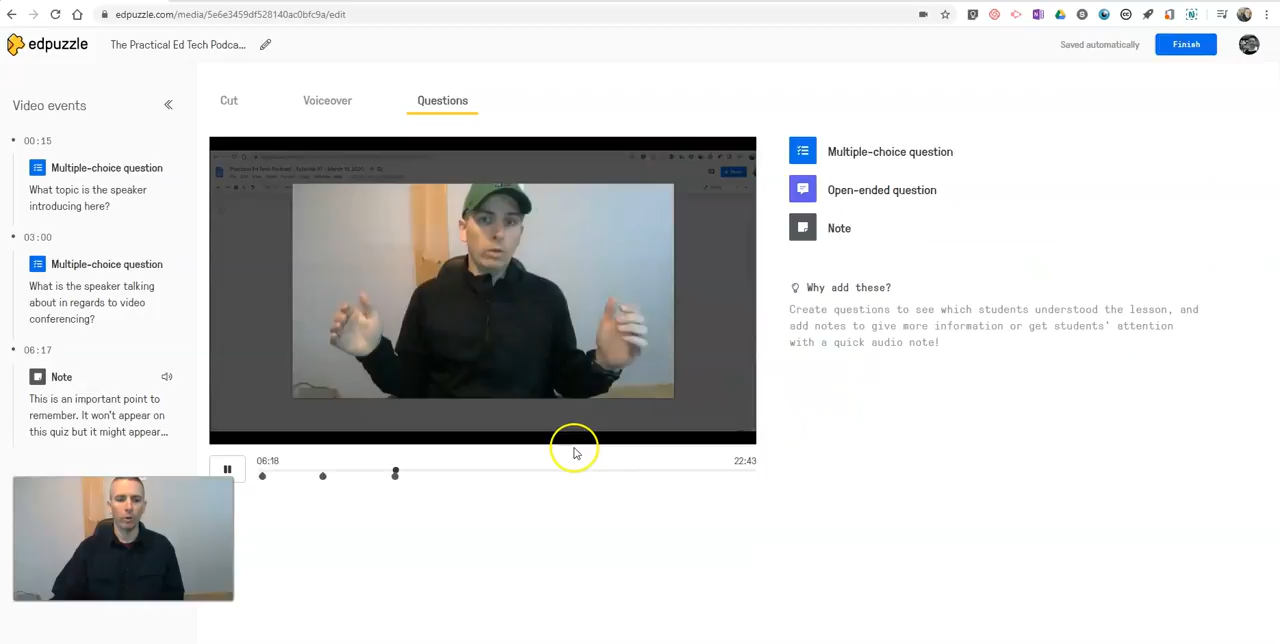 edpuzzle.com/media/5e6e3459df528140ac0bfc9a/edit
edpuzzle
The Practical Ed Tech Podca...
Saved automatically
Finish
Video events
Cut
Voiceover
Questions
00:15
Multiple-choice question
What topic is the speaker
introducing here?
03:00
Multiple-choice question
What is the speaker talking
about in regards to video
conferencing?
06:17
Note
This is an important point to
remember. It won't appear on
this quiz but it might appear...
06:18
22:43
Multiple-choice question
Open-ended question
Note
Why add these?
Create questions to see which students understood the lesson, and
add notes to give more information or get students' attention
with a quick audio note!